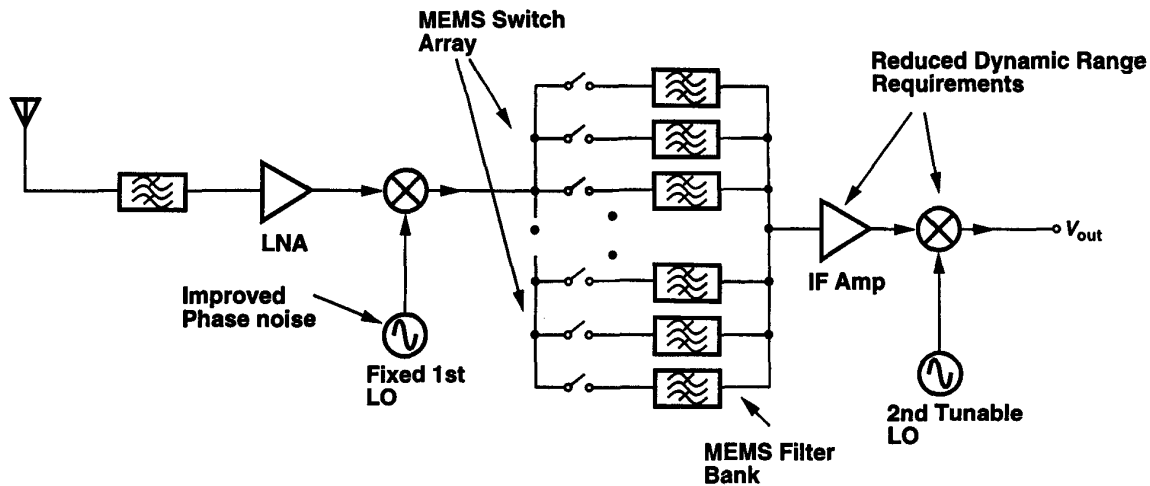 MEMS Switch
Array
Reduced Dynamic Range
Requirements
LNA
IF Amp
Vout
Improved
Phase noise
Fixed 1st
LO
2nd Tunable
LO
MEMS Filter
Bank